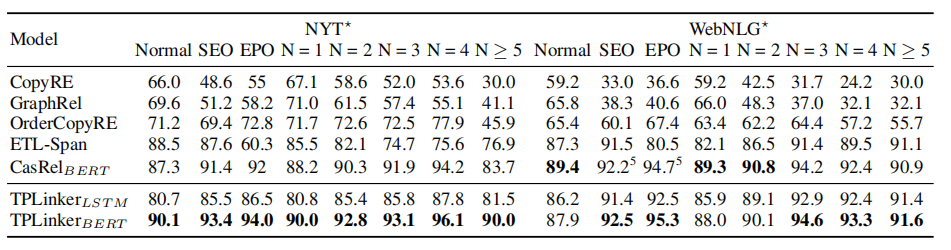 Model NYT* WebNLG*
Normal SEO EPO N = 1 N = 2 N = 3 N = 4 N ≥ 5 Normal SEO EPO N = 1 N = 2 N = 3 N = 4 N ≥ 5
CopyRE 66.0 48.6 55 67.1 58.6 52.0 53.6 30.0 59.2 33.0 36.6 59.2 42.5 31.7 24.2 30.0
GraphRel 69.6 51.2 58.2 71.0 61.5 57.4 55.1 41.1 65.8 38.3 40.6 66.0 48.3 37.0 32.1 32.1
OrderCopyRE 71.2 69.4 72.8 71.7 72.6 72.5 77.9 45.9 65.4 60.1 67.4 63.4 62.2 64.4 57.2 55.7
ETL-Span 88.5 87.6 60.3 85.5 82.1 74.7 75.6 76.9 87.3 91.5 80.5 82.1 86.5 91.4 89.5 91.1
CasRelBERT 87.3 91.4 92 88.2 90.3 91.9 94.2 83.7 89.4 92.2⁵ 94.7⁵ 89.3 90.8 94.2 92.4 90.9
TPLinkerLSTM 80.7 85.5 86.5 80.8 85.4 85.8 87.8 81.5 86.2 91.4 92.5 85.9 89.1 92.9 92.4 91.4
TPLinkerBERT 90.1 93.4 94.0 90.0 92.8 93.1 96.1 90.0 87.9 92.5 95.3 88.0 90.1 94.6 93.3 91.6